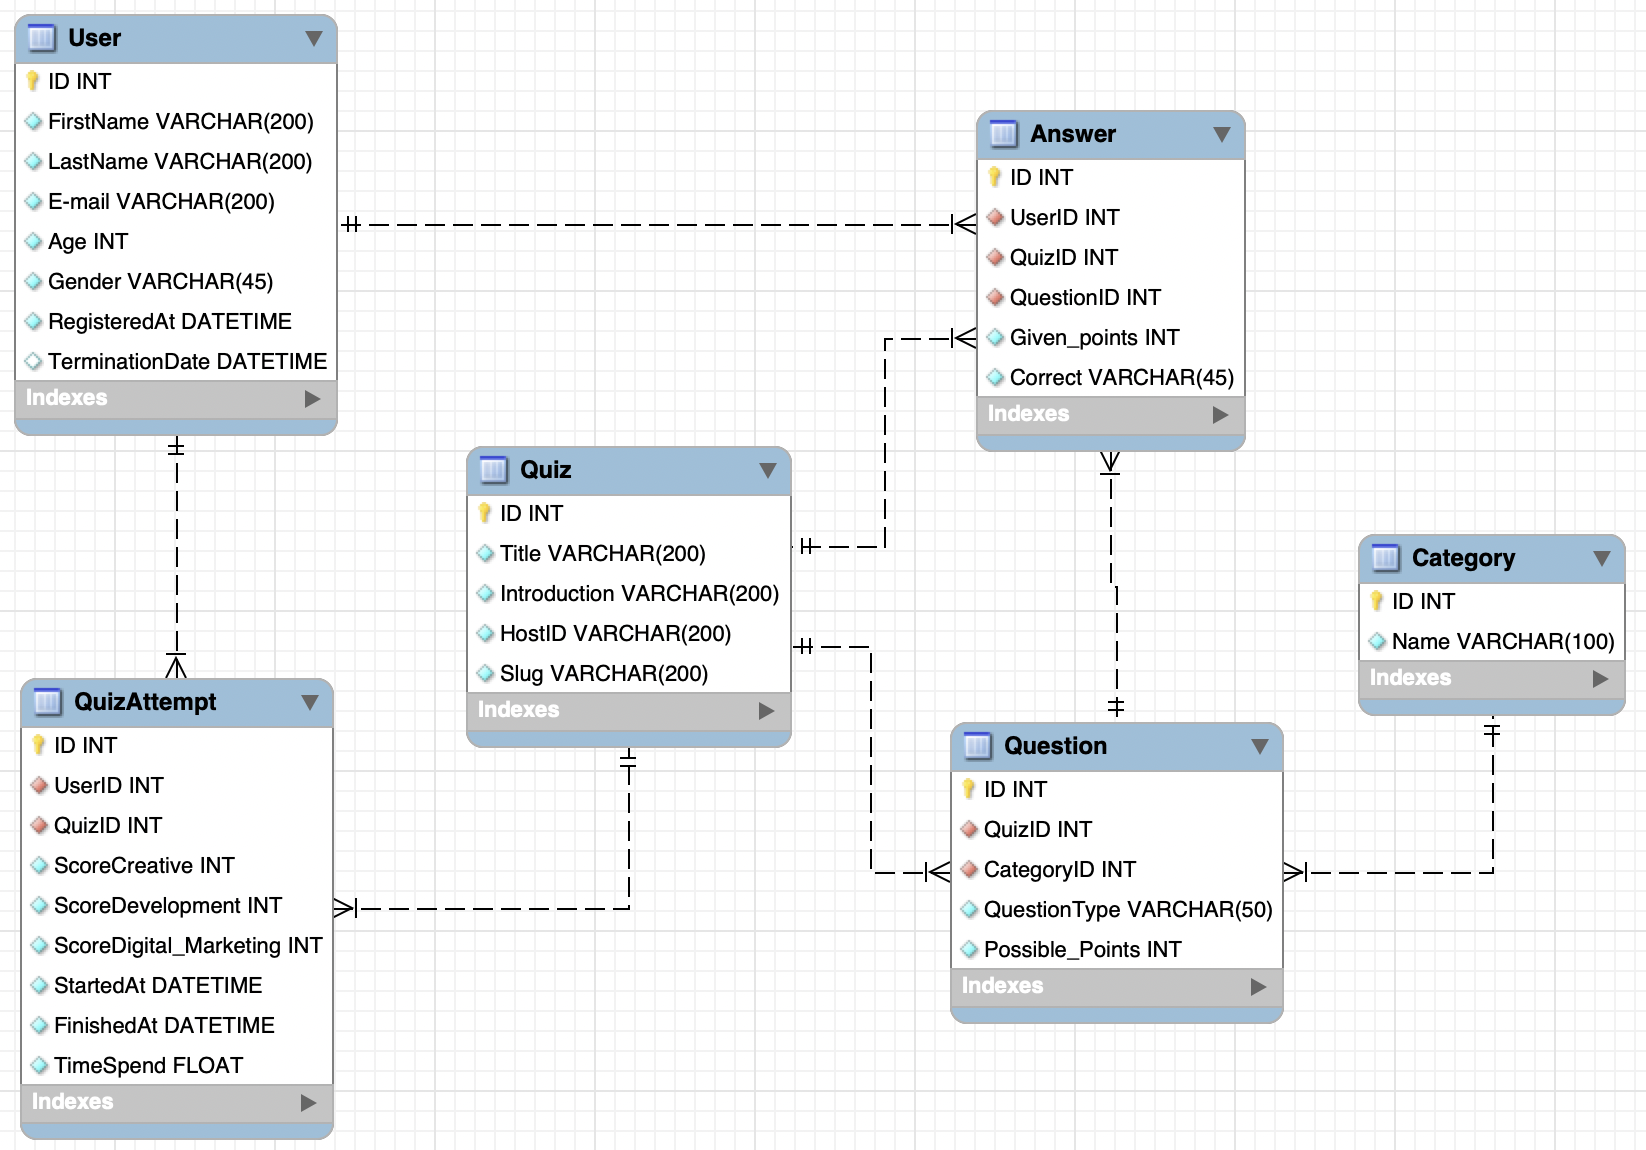 User
ID INT
FirstName VARCHAR(200)
LastName VARCHAR(200)
E-mail VARCHAR(200)
Age INT
Gender VARCHAR(45)
RegisteredAt DATETIME
TerminationDate DATETIME
Indexes
Answer
ID INT
UserID INT
QuizID INT
QuestionID INT
Given_points INT
Correct VARCHAR(45)
Indexes
Quiz
ID INT
Title VARCHAR(200)
Introduction VARCHAR(200)
HostID VARCHAR(200)
Slug VARCHAR(200)
Indexes
Category
ID INT
Name VARCHAR(100)
Indexes
QuizAttempt
ID INT
UserID INT
QuizID INT
ScoreCreative INT
ScoreDevelopment INT
ScoreDigital_Marketing INT
StartedAt DATETIME
FinishedAt DATETIME
TimeSpend FLOAT
Indexes
Question
ID INT
QuizID INT
CategoryID INT
QuestionType VARCHAR(50)
Possible_Points INT
Indexes